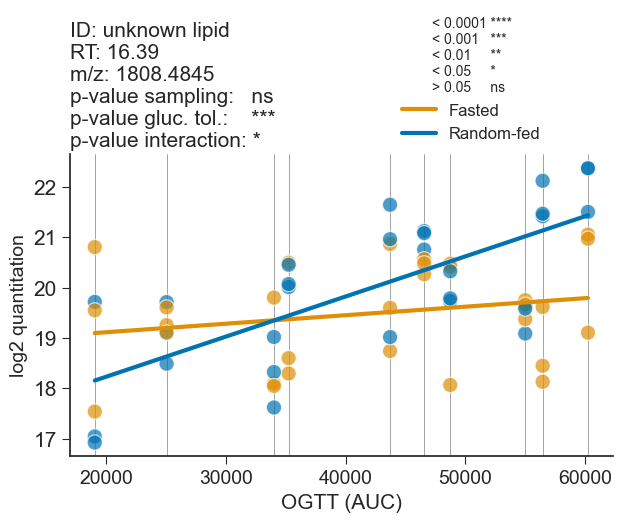 ID: unknown lipid
RT: 16.39
m/z: 1808.4845
p-value sampling: ns
p-value gluc. tol.: ***
p-value interaction: *
< 0.0001 ****
< 0.001 ***
< 0.01 **
< 0.05 *
> 0.05 ns
Fasted
Random-fed
log2 quantitation
22
21
20
19
18
17
20000 30000 40000 50000 60000
OGTT (AUC)